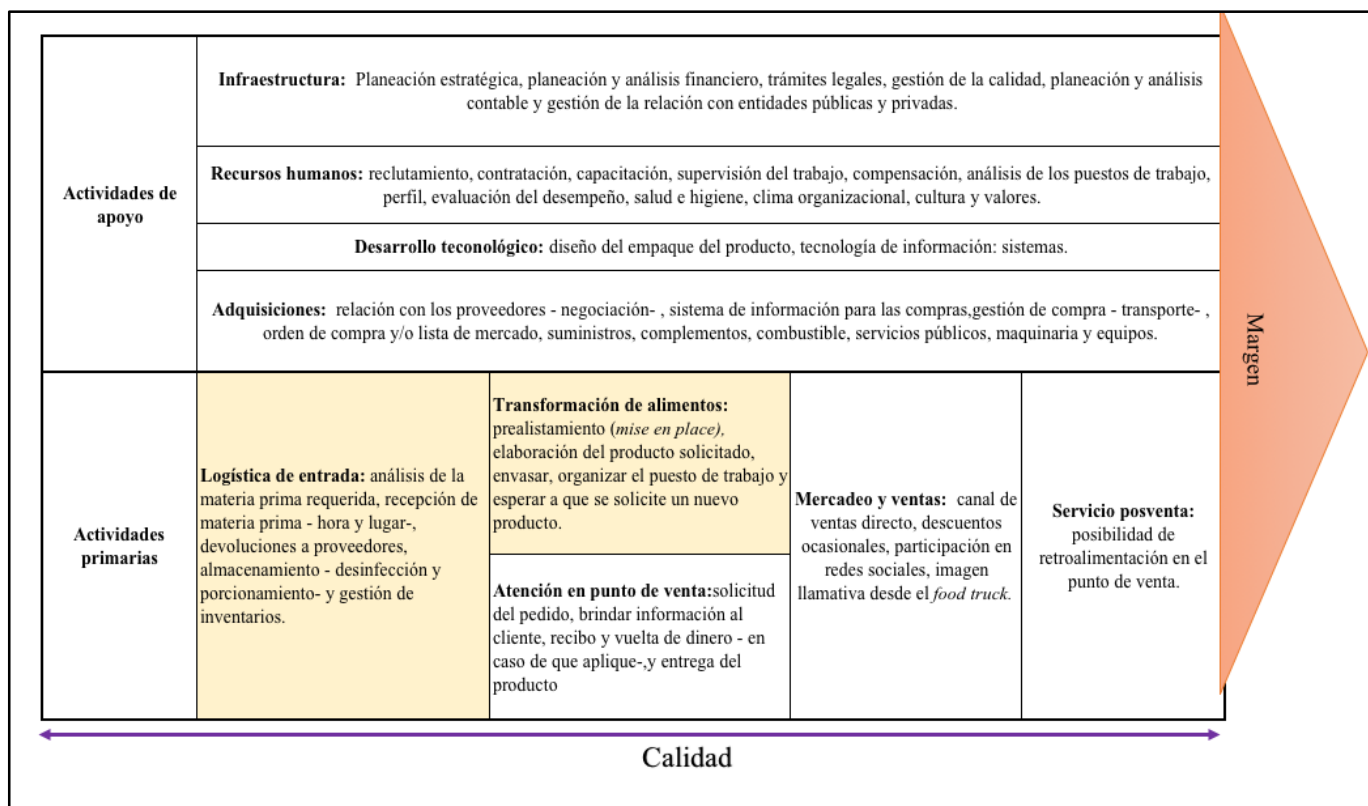 Infraestructura: Planeación estratégica, planeación y análisis financiero, trámites legales, gestión de la calidad, planeación y análisis
contable y gestión de la relación con entidades públicas y privadas.
Actividades de
apoyo
Recursos humanos: reclutamiento, contratación, capacitación, supervisión del trabajo, compensación, análisis de los puestos de trabajo,
perfil, evaluación del desempeño, salud e higiene, clima organizacional, cultura y valores.
Desarrollo teconológico: diseño del empaque del producto, tecnología de información: sistemas.
Adquisiciones: relación con los proveedores - negociación- , sistema de información para las compras,gestión de compra - transporte- ,
orden de compra y/o lista de mercado, suministros, complementos, combustible, servicios públicos, maquinaria y equipos.
Margen
Actividades
primarias
Logística de entrada: análisis de la
materia prima requerida, recepción de
materia prima - hora y lugar-,
devoluciones a proveedores,
almacenamiento - desinfección y
porcionamiento- y gestión de
inventarios.
Transformación de alimentos:
prealistamiento (mise en place),
elaboración del producto solicitado,
envasar, organizar el puesto de trabajo y
esperar a que se solicite un nuevo
producto.
Atención en punto de venta:solicitud
del pedido, brindar información al
cliente, recibo y vuelta de dinero - en
caso de que aplique-,y entrega del
producto
Mercadeo y ventas: canal de
ventas directo, descuentos
ocasionales, participación en
redes sociales, imagen
llamativa desde el food truck.
Servicio posventa:
posibilidad de
retroalimentación en el
punto de venta.
Calidad